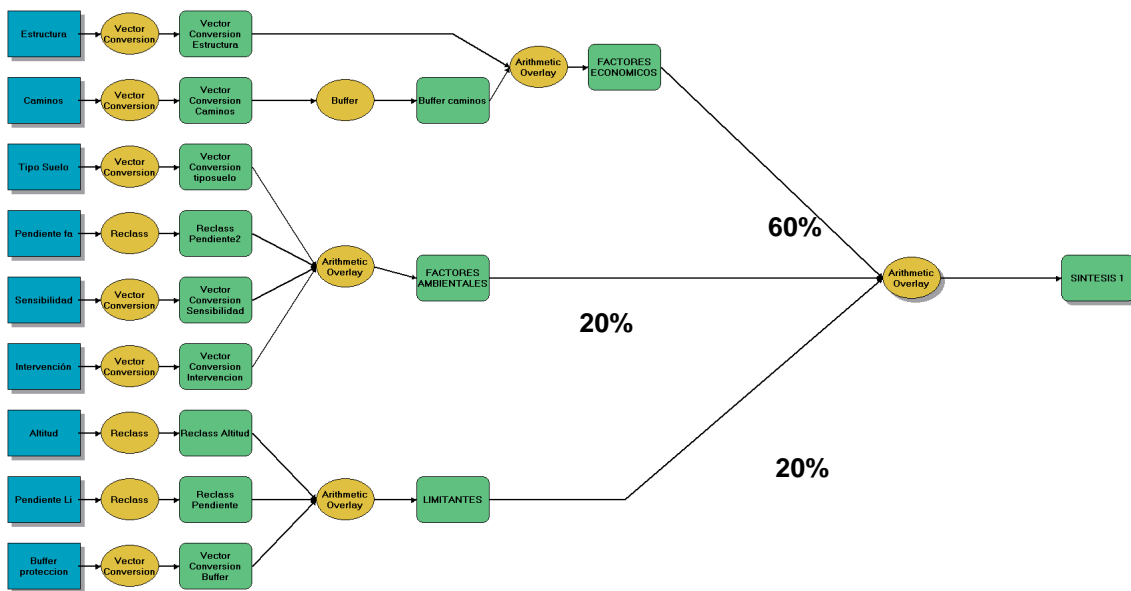 Estructura
Vector
Conversion
Vector
Conversion
Estructura
Arithmetic
Overlay
FACTORES
ECONOMICOS
Caminos
Vector
Conversion
Vector
Conversion
Caminos
Buffer
Buffer caminos
Tipo Suelo
Vector
Conversion
Vector
Conversion
tiposuelo
Pendiente fa
Reclass
Reclass
Pendiente2
Arithmetic
Overlay
FACTORES
AMBIENTALES
60%
Arithmetic
Overlay
SINTESIS 1
Sensibilidad
Vector
Conversion
Vector
Conversion
Sensibilidad
20%
Intervención
Vector
Conversion
Vector
Conversion
Intervencion
Altitud
Reclass
Reclass Altitud
20%
Pendiente Li
Reclass
Reclass
Pendiente
Arithmetic
Overlay
LIMITANTES
Buffer
proteccion
Vector
Conversion
Vector
Conversion
Buffer